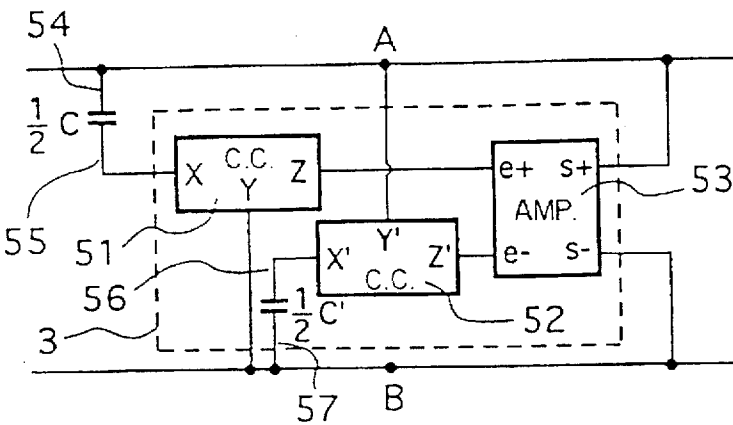 54
A
1/2 C
C.C.
X Y Z
e+ s+
53
AMP.
55
51
Y'
X' Z'
C.C.
e- s-
56
1/2 C'
52
3
57
B